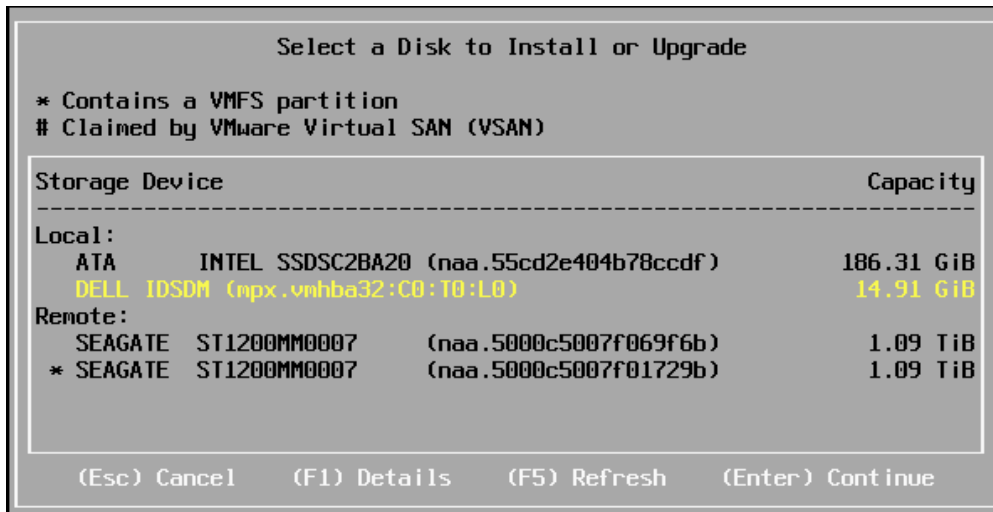 Select a Disk to Install or Upgrade
* Contains a VMFS partition
# Claimed by VMware Virtual SAN (VSAN)
Storage Device Capacity
--------------------------------------------------------------------
Local:
ATA INTEL SSDSC2BA20 (naa.55cd2e404b78ccdf) 186.31 GiB
DELL IDSDM (mpx.vmhba32:C0:T0:L0) 14.91 GiB
Remote:
SEAGATE ST1200MM0007 (naa.5000c5007f069f6b) 1.09 TiB
* SEAGATE ST1200MM0007 (naa.5000c5007f01729b) 1.09 TiB
(Esc) Cancel (F1) Details (F5) Refresh (Enter) Continue